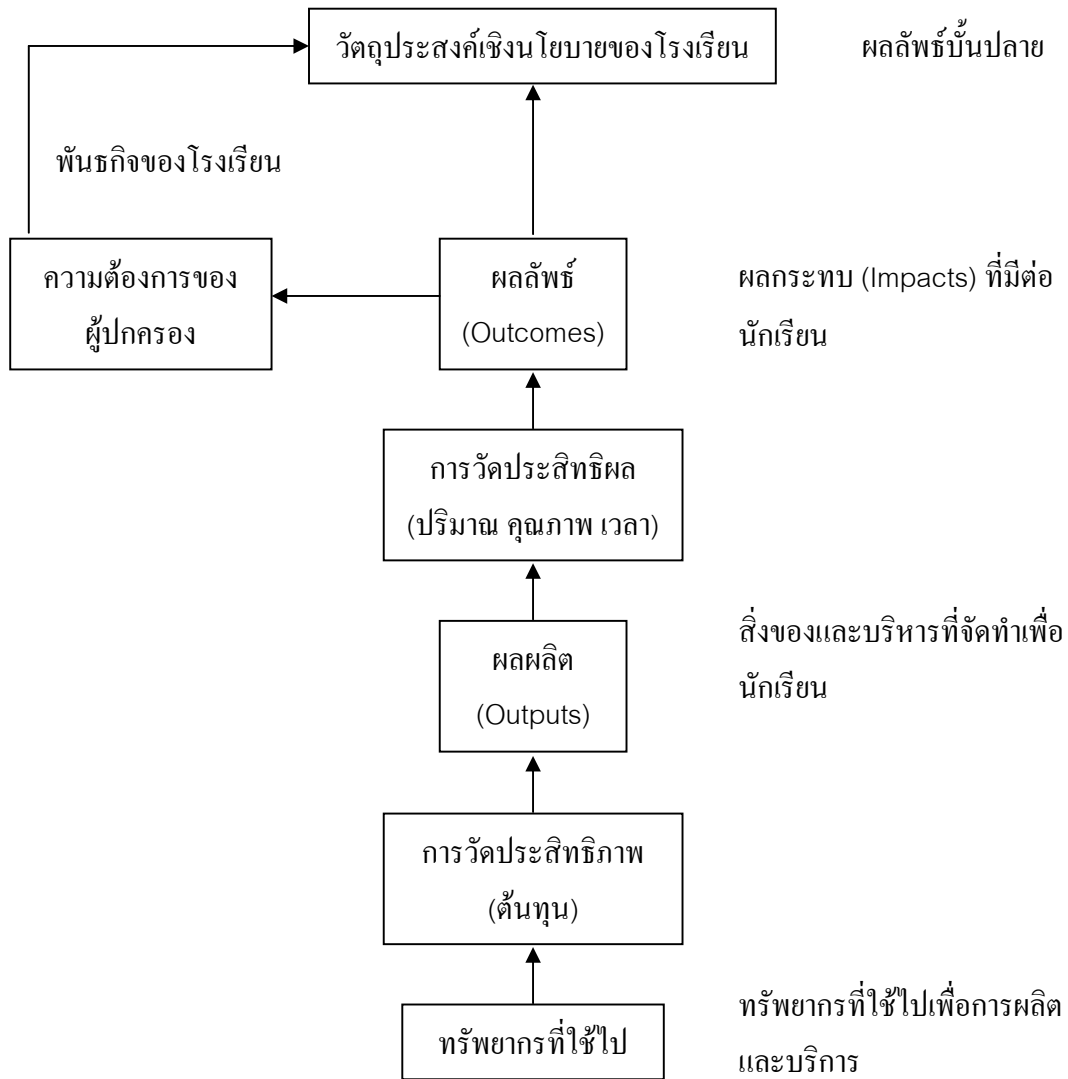 วัตถุประสงค์เชิงนโยบายของโรงเรียน
ผลลัพธ์บั้นปลาย
พันธกิจของโรงเรียน
ความต้องการของ
ผู้ปกครอง
ผลลัพธ์
(Outcomes)
ผลกระทบ (Impacts) ที่มีต่อ
นักเรียน
การวัดประสิทธิผล
(ปริมาณ คุณภาพ เวลา)
ผลผลิต
(Outputs)
สิ่งของและบริหารที่จัดทำเพื่อ
นักเรียน
การวัดประสิทธิภาพ
(ต้นทุน)
ทรัพยากรที่ใช้ไป
ทรัพยากรที่ใช้ไปเพื่อการผลิต
และบริการ